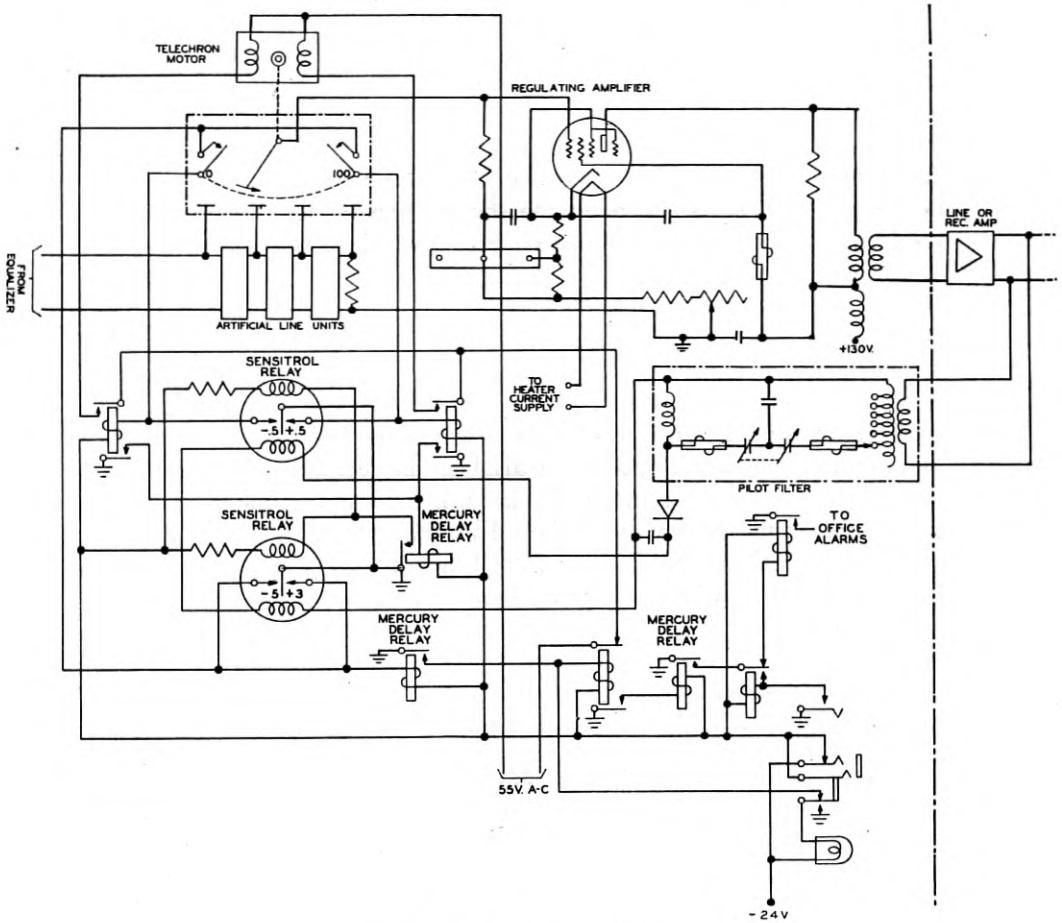 TELECHRON
MOTOR
REGULATING AMPLIFIER
0
100
LINE OR
REC. AMP
FROM
EQUALIZER
ARTIFICIAL LINE UNITS
+130V.
SENSITROL
RELAY
-.5 +.5
TO
HEATER
CURRENT
SUPPLY
PILOT FILTER
SENSITROL
RELAY
MERCURY
DELAY
RELAY
TO
OFFICE
ALARMS
-5 +3
MERCURY
DELAY
RELAY
MERCURY
DELAY
RELAY
55V. A-C
-24V